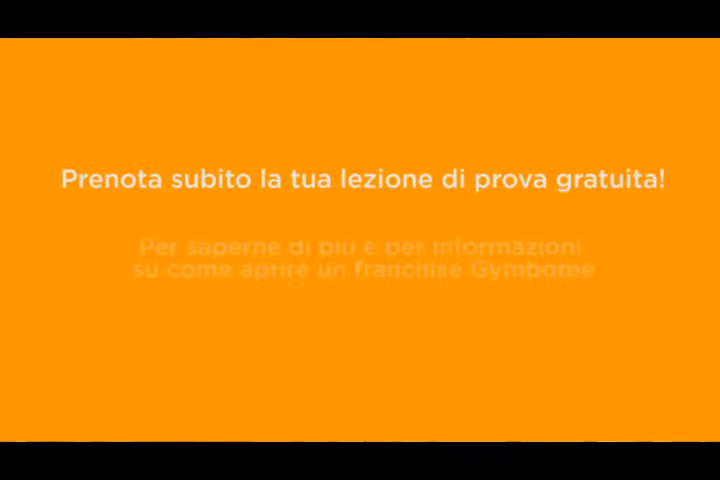 Prenota subito la tua lezione di prova gratuita!
Per saperne di più e per informazioni
su come aprire un franchise Gymboree